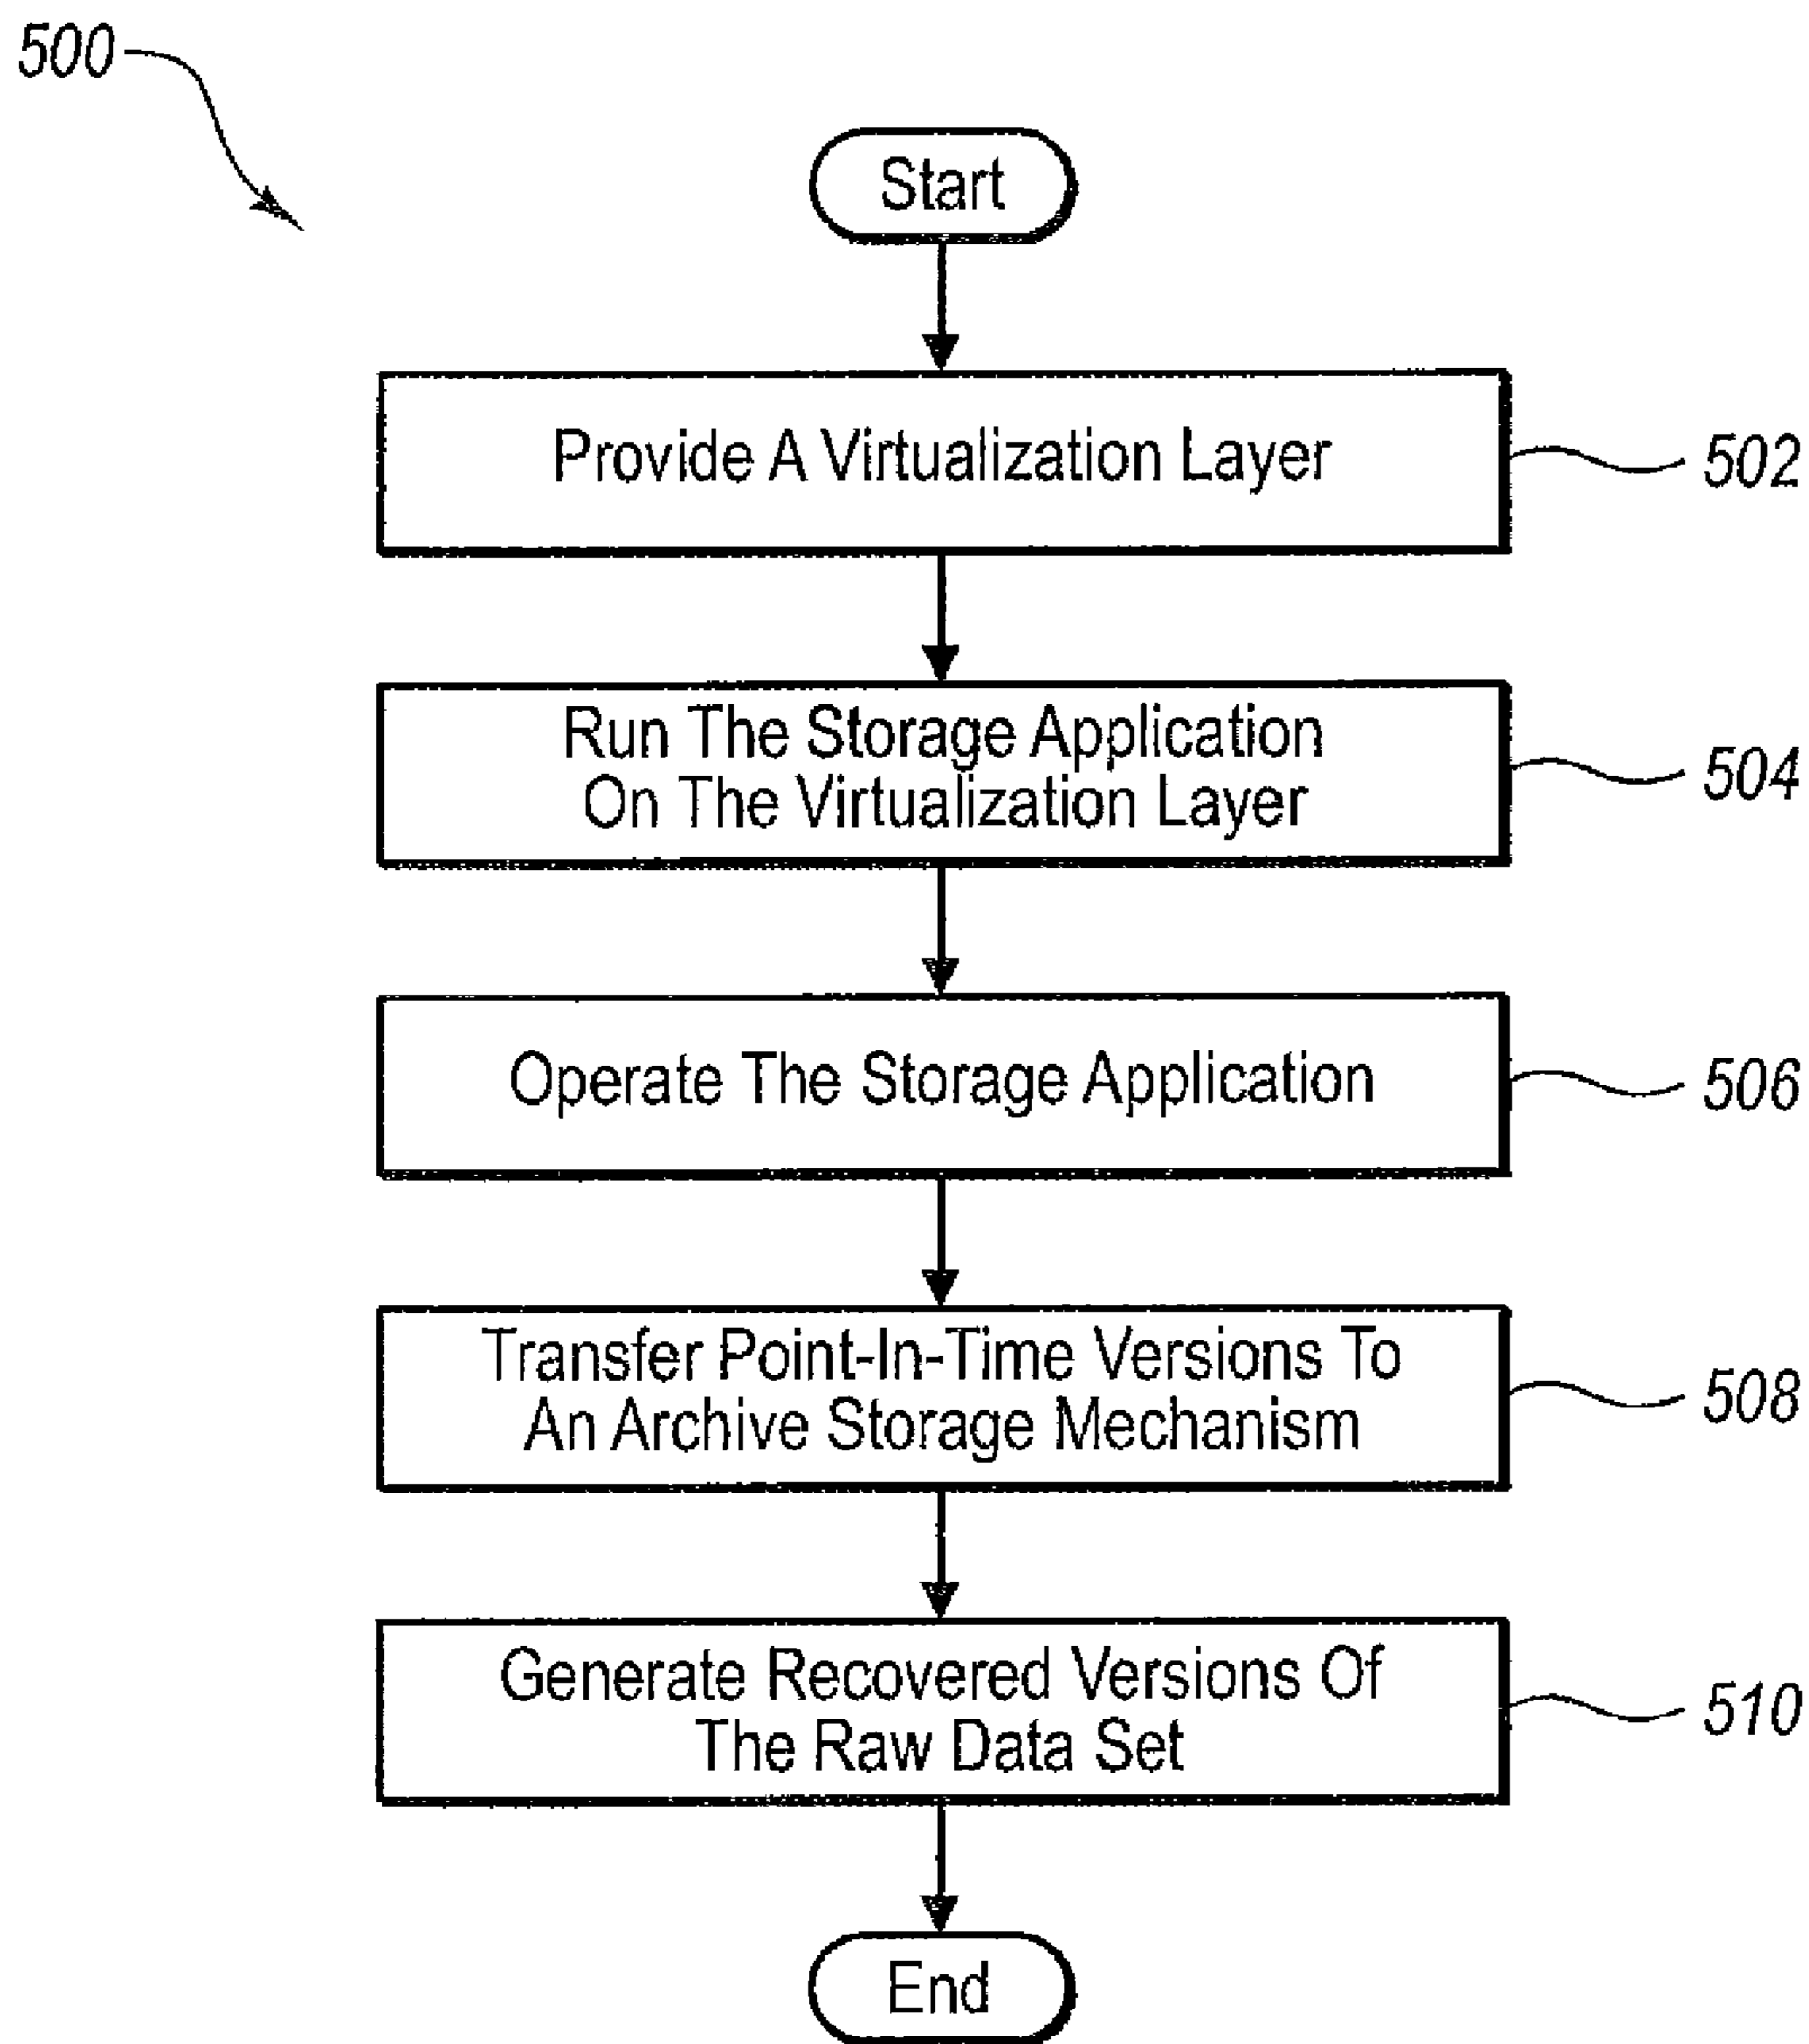 500
Start
Provide A Virtualization Layer
502
Run The Storage Application
On The Virtualization Layer
504
Operate The Storage Application
506
Transfer Point-In-Time Versions To
An Archive Storage Mechanism
508
Generate Recovered Versions Of
The Raw Data Set
510
End